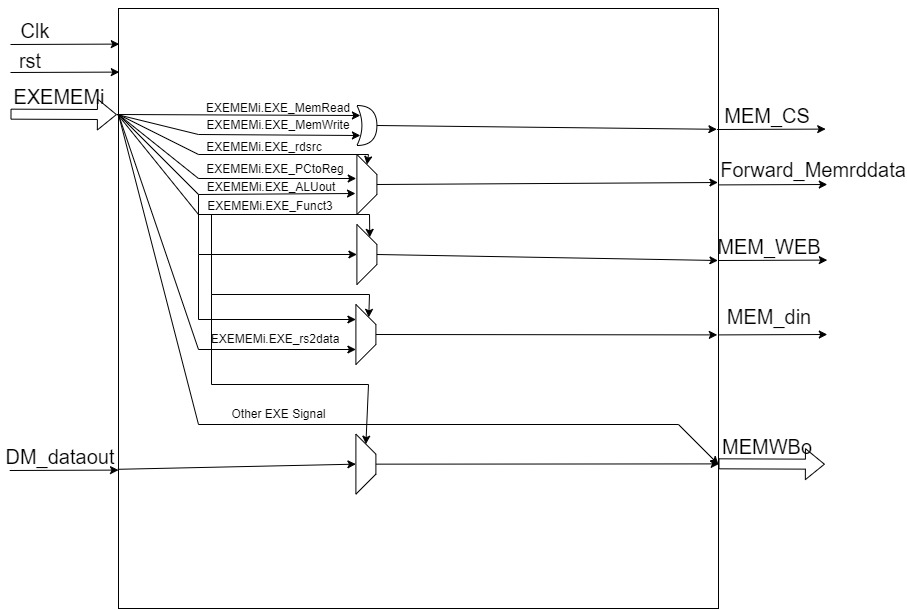 Clk
rst
EXEMEMi
EXEMEMi.EXE_MemRead
EXEMEMi.EXE_MemWrite
EXEMEMi.EXE_rdsrc
EXEMEMi.EXE_PCtoReg
EXEMEMi.EXE_ALUout
EXEMEMi.EXE_Funct3
MEM_CS
Forward_Memrddata
MEM_WEB
MEM_din
EXEMEMi.EXE_rs2data
Other EXE Signal
DM_dataout
MEMWBo